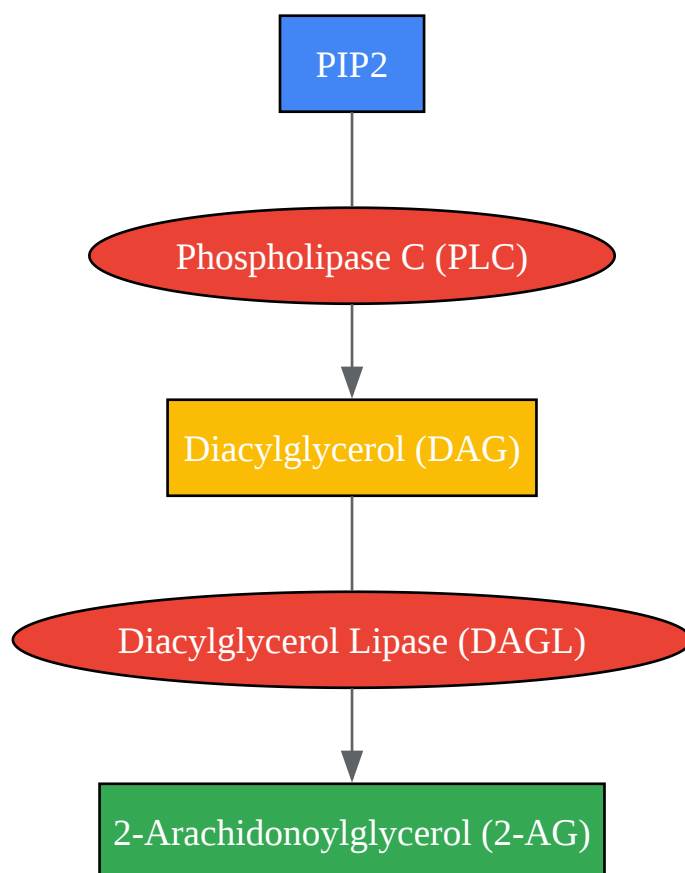 PIP2
Phospholipase C (PLC)
Diacylglycerol (DAG)
Diacylglycerol Lipase (DAGL)
2-Arachidonoylglycerol (2-AG)